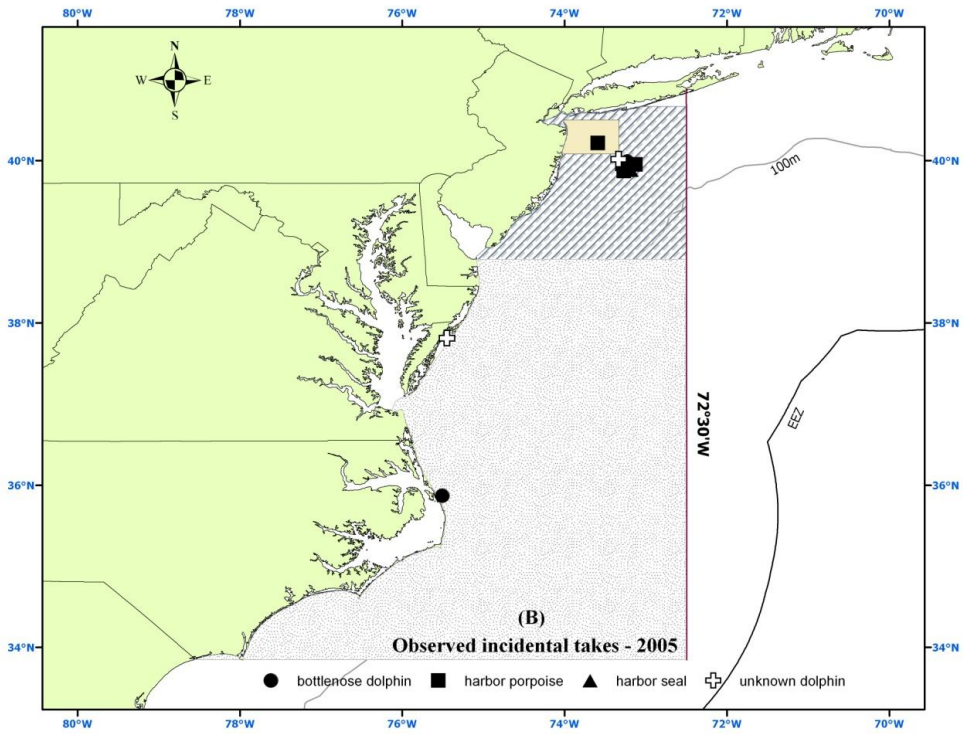 80°W 78°W 76°W 74°W 72°W 70°W
N
W E
S
40°N 40°N
100m
38°N 38°N
72°30'W
EEZ
36°N 36°N
(B)
34°N Observed incidental takes - 2005 34°N
bottlenose dolphin harbor porpoise harbor seal unknown dolphin
80°W 78°W 76°W 74°W 72°W 70°W